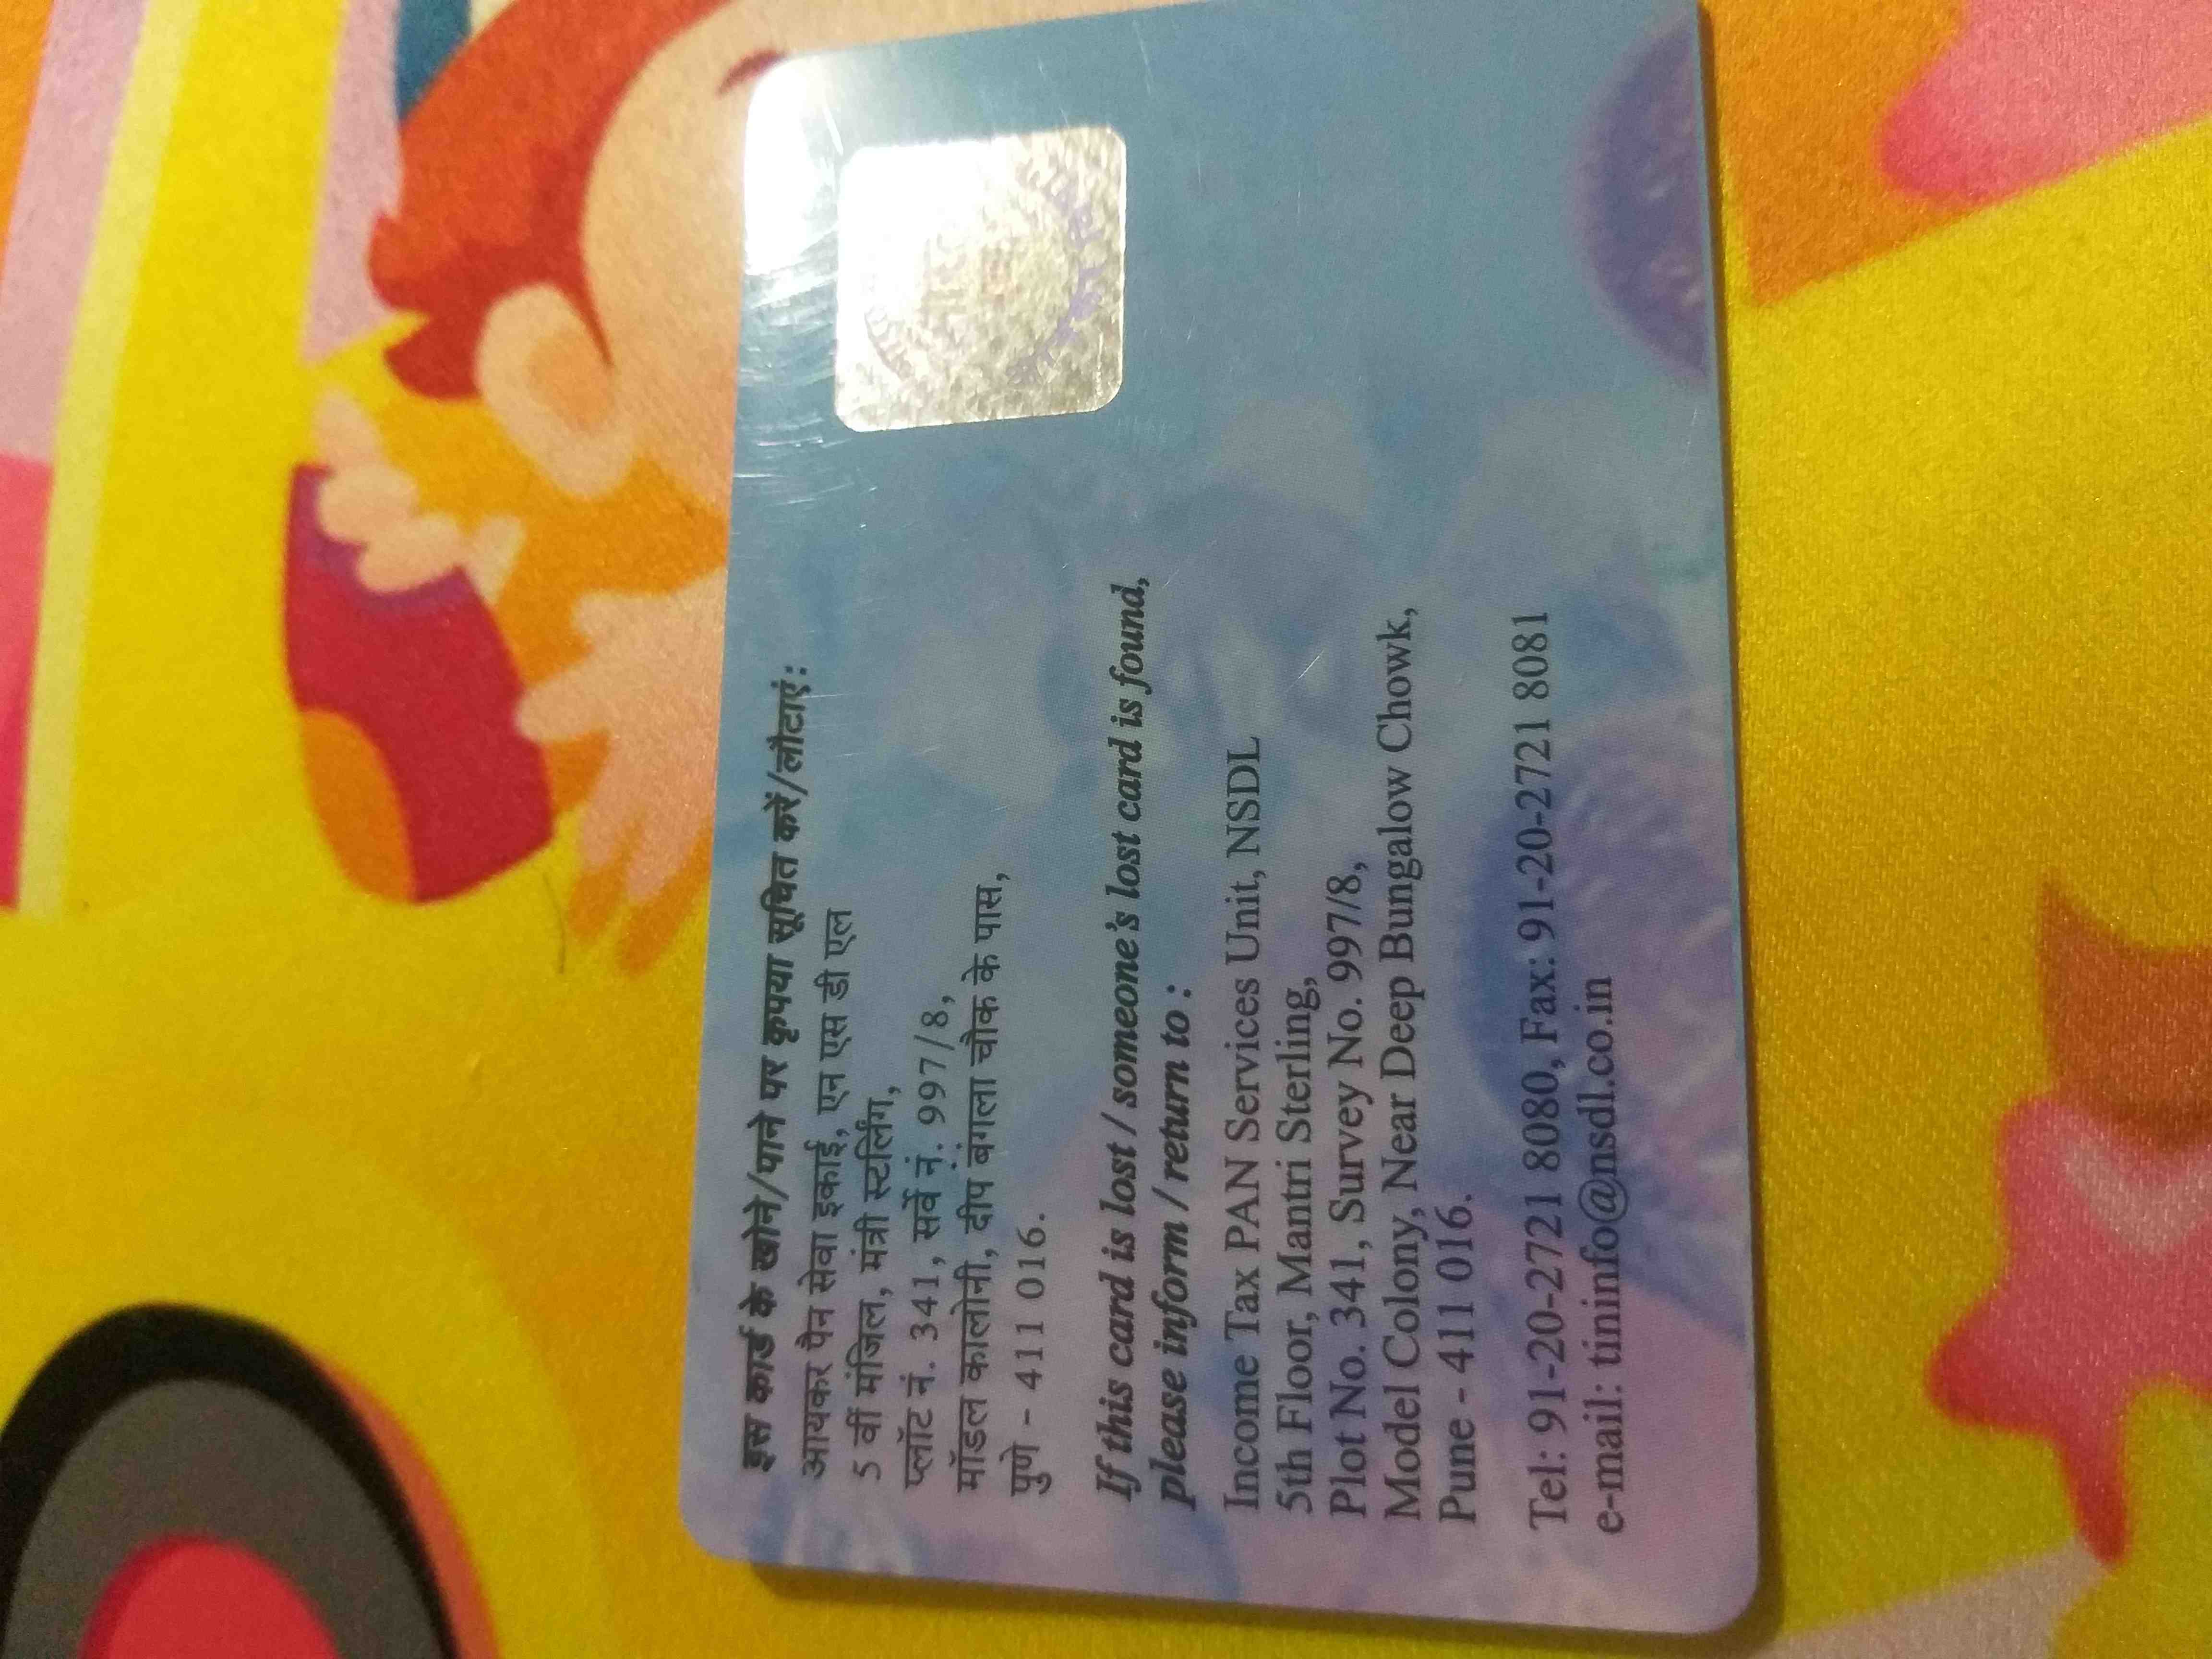 इस कार्ड के खोने/पाने पर कृपया सूचित करें/लौटाएं:
आयकर पैन सेवा इकाई, एन एस डी एल
5 वीं मंजिल, मंत्री स्टर्लिंग,
प्लॉट नं. 341, सर्वे नं. 997/8,
मॉडल कालोनी, दीप बंगला चौक के पास,
पुणे - 411 016.
If this card is lost / someone's lost card is found,
please inform / return to :
Income Tax PAN Services Unit, NSDL
5th Floor, Mantri Sterling,
Plot No. 341, Survey No. 997/8,
Model Colony, Near Deep Bungalow Chowk,
Pune - 411 016.
Tel: 91-20-2721 8080, Fax: 91-20-2721 8081
e-mail: tininfo@nsdl.co.in